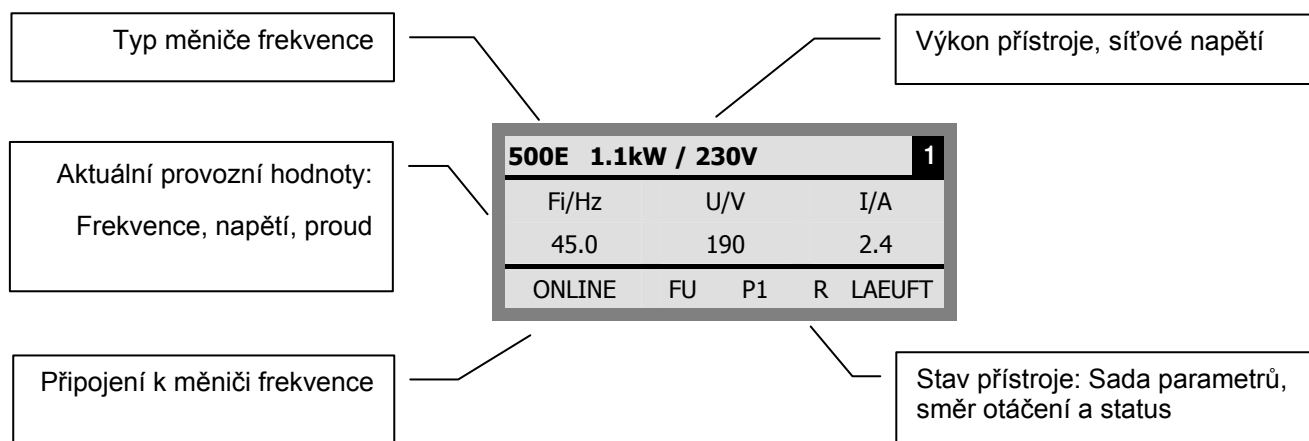 Typ měniče frekvence
Výkon přístroje, síťové napětí
Aktuální provozní hodnoty:
Frekvence, napětí, proud
500E 1.1kW / 230V 1
Fi/Hz U/V I/A
45.0 190 2.4
ONLINE FU P1 R LAEUFT
Připojení k měniči frekvence
Stav přístroje: Sada parametrů,
směr otáčení a status